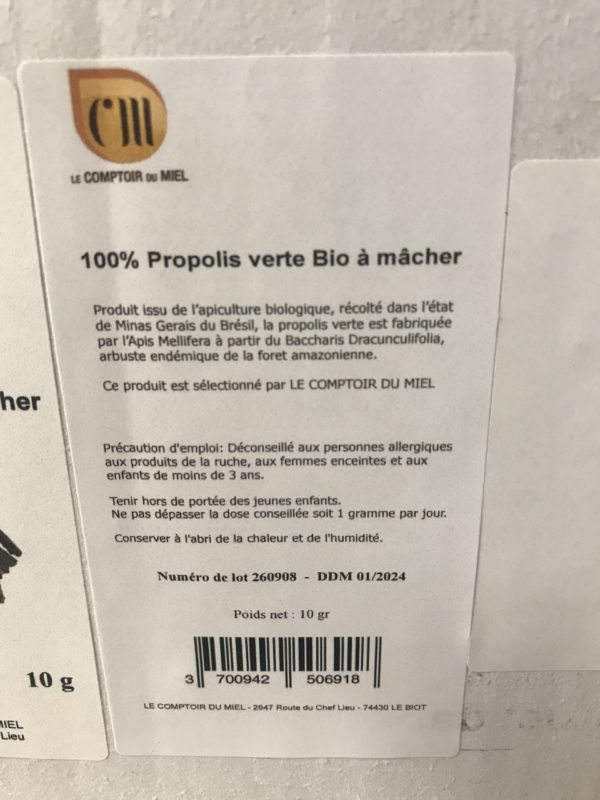 CM
LE COMPTOIR DU MIEL
100% Propolis verte Bio à mâcher
Produit issu de l'apiculture biologique, récolté dans l'état
de Minas Gerais du Brésil, la propolis verte est fabriquée
par l'Apis Mellifera à partir du Baccharis Dracunculifolia,
arbuste endémique de la foret amazonienne.
Ce produit est sélectionné par LE COMPTOIR DU MIEL
Précaution d'emploi: Déconseillé aux personnes allergiques
aux produits de la ruche, aux femmes enceintes et aux
enfants de moins de 3 ans.
Tenir hors de portée des jeunes enfants.
Ne pas dépasser la dose conseillée soit 1 gramme par jour.
Conserver à l'abri de la chaleur et de l'humidité.
Numéro de lot 260908 - DDM 01/2024
Poids net : 10 gr
3 700942 506918
LE COMPTOIR DU MIEL - 2647 Route du Chef Lieu - 74430 LE BIOT
her
10 g
MIEL
Lieu